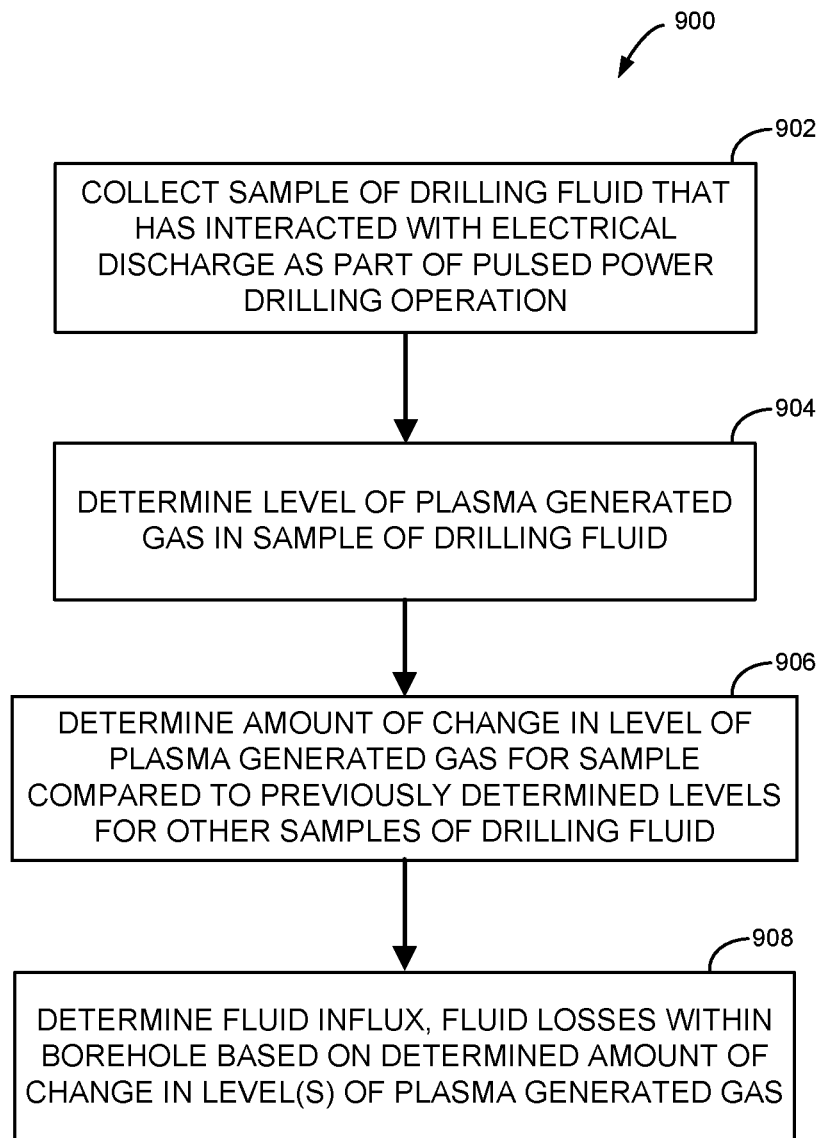 900
902
COLLECT SAMPLE OF DRILLING FLUID THAT
HAS INTERACTED WITH ELECTRICAL
DISCHARGE AS PART OF PULSED POWER
DRILLING OPERATION
904
DETERMINE LEVEL OF PLASMA GENERATED
GAS IN SAMPLE OF DRILLING FLUID
906
DETERMINE AMOUNT OF CHANGE IN LEVEL OF
PLASMA GENERATED GAS FOR SAMPLE
COMPARED TO PREVIOUSLY DETERMINED LEVELS
FOR OTHER SAMPLES OF DRILLING FLUID
908
DETERMINE FLUID INFLUX, FLUID LOSSES WITHIN
BOREHOLE BASED ON DETERMINED AMOUNT OF
CHANGE IN LEVEL(S) OF PLASMA GENERATED GAS